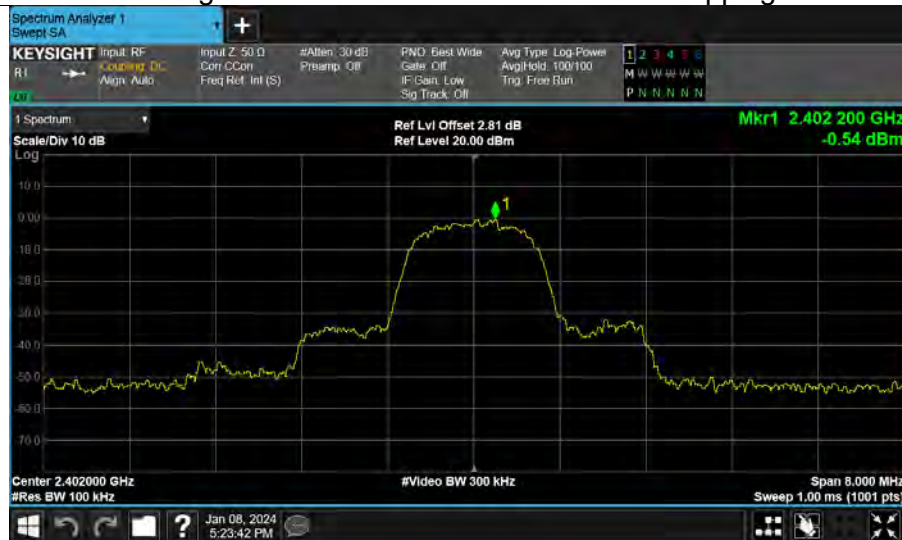 Spectrum Analyzer 1
Swept SA
+
KEYSIGHT
Input: RF
Coupling: DC
Align: Auto
Input Z: 50 Ω
Corr CCorr
Freq Ref: Int (S)
#Atten: 30 dB
Preamp: Off
PNO: Best Wide
Gate: Off
IF Gain: Low
Sig Track: Off
Avg Type: Log-Power
Avg|Hold: 100/100
Trig: Free Run
1 2 3 4 5 6
M W W W W W
P N N N N N
1 Spectrum
Scale/Div 10 dB
Log
Ref Lvl Offset 2.81 dB
Ref Level 20.00 dBm
Mkr1 2.402 200 GHz
-0.54 dBm
1
10.0
0.00
-10.0
-20.0
-30.0
-40.0
-50.0
-60.0
-70.0
Center 2.402000 GHz
#Res BW 100 kHz
#Video BW 300 kHz
Span 8.000 MHz
Sweep 1.00 ms (1001 pts)
?
Jan 08, 2024
5:23:42 PM